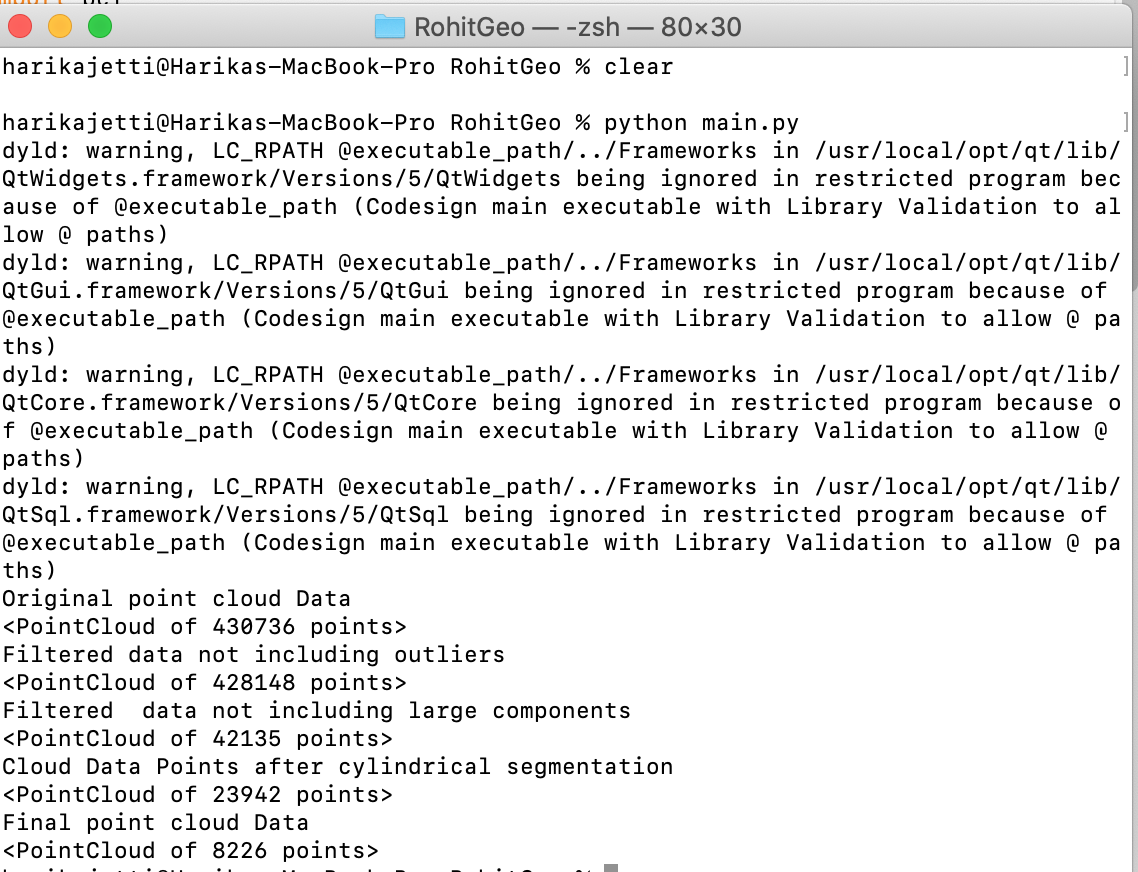 RohitGeo — -zsh — 80×30
harikajetti@Harikas-MacBook-Pro RohitGeo % clear
harikajetti@Harikas-MacBook-Pro RohitGeo % python main.py
dyld: warning, LC_RPATH @executable_path/../Frameworks in /usr/local/opt/qt/lib/
QtWidgets.framework/Versions/5/QtWidgets being ignored in restricted program bec
ause of @executable_path (Codesign main executable with Library Validation to al
low @ paths)
dyld: warning, LC_RPATH @executable_path/../Frameworks in /usr/local/opt/qt/lib/
QtGui.framework/Versions/5/QtGui being ignored in restricted program because of
@executable_path (Codesign main executable with Library Validation to allow @ pa
ths)
dyld: warning, LC_RPATH @executable_path/../Frameworks in /usr/local/opt/qt/lib/
QtCore.framework/Versions/5/QtCore being ignored in restricted program because o
f @executable_path (Codesign main executable with Library Validation to allow @
paths)
dyld: warning, LC_RPATH @executable_path/../Frameworks in /usr/local/opt/qt/lib/
QtSql.framework/Versions/5/QtSql being ignored in restricted program because of
@executable_path (Codesign main executable with Library Validation to allow @ pa
ths)
Original point cloud Data
<PointCloud of 430736 points>
Filtered data not including outliers
<PointCloud of 428148 points>
Filtered  data not including large components
<PointCloud of 42135 points>
Cloud Data Points after cylindrical segmentation
<PointCloud of 23942 points>
Final point cloud Data
<PointCloud of 8226 points>